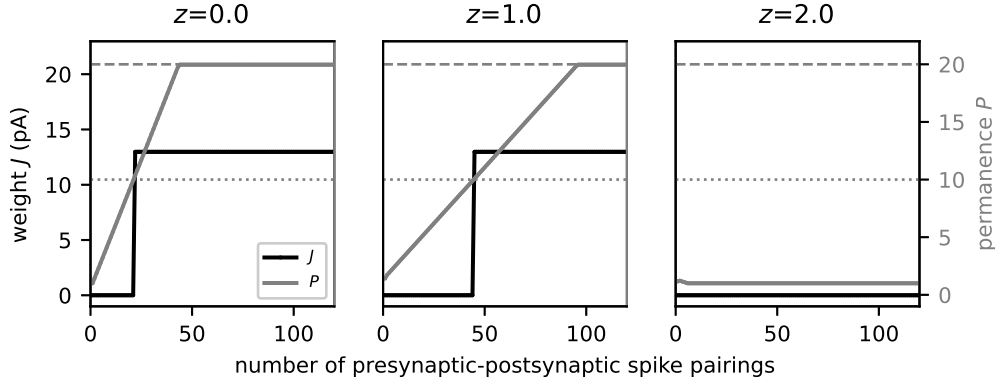 z=0.0 z=1.0 z=2.0
weight J (pA)
20
15
10
5
0
J
P
0 50 100
0 50 100
0 50 100
20
15
10
5
0
permanence P
number of presynaptic-postsynaptic spike pairings